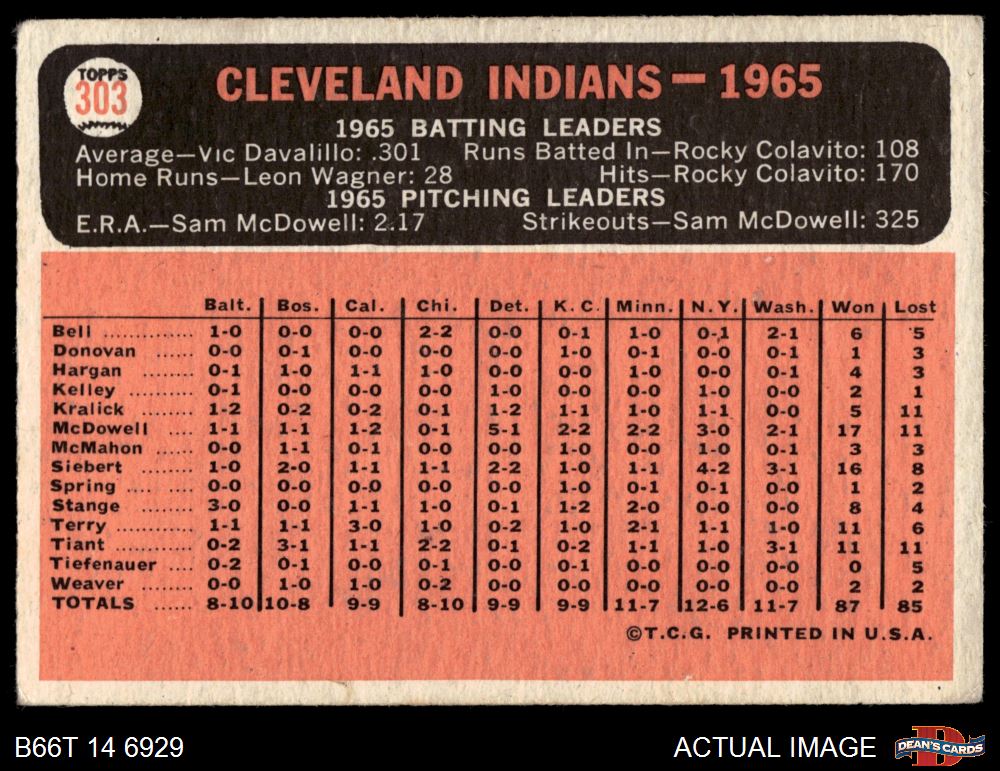 TOPPS
303
CLEVELAND INDIANS — 1965
1965 BATTING LEADERS
Average—Vic Davalillo: .301 Runs Batted In—Rocky Colavito: 108
Home Runs—Leon Wagner: 28 Hits—Rocky Colavito: 170
1965 PITCHING LEADERS
E.R.A.—Sam McDowell: 2.17 Strikeouts—Sam McDowell: 325
Balt. Bos. Cal. Chi. Det. K. C. Minn. N. Y. Wash. Won Lost
Bell .............. 1-0 0-0 0-0 2-2 0-0 0-1 1-0 0-1 2-1 6 5
Donovan ...... 0-0 0-1 0-0 0-0 0-0 1-0 0-1 0-0 0-1 1 3
Hargan ........ 0-1 1-0 1-1 1-0 0-0 0-0 1-0 0-0 0-1 4 3
Kelley .......... 0-1 0-0 0-0 0-0 1-0 0-0 0-0 1-0 0-0 2 1
Kralick ......... 1-2 0-2 0-2 0-1 1-2 1-1 1-0 1-1 0-0 5 11
McDowell .... 1-1 1-1 1-2 0-1 5-1 2-2 2-2 3-0 2-1 17 11
McMahon .... 0-0 1-1 0-1 0-0 0-0 1-0 0-0 1-0 0-1 3 3
Siebert ........ 1-0 2-0 1-1 1-1 2-2 1-0 1-1 4-2 3-1 16 8
Spring .... .... 0-0 0-0 0-0 0-0 0-0 1-0 0-1 0-1 0-0 1 2
Stange ......... 3-0 0-0 1-1 1-0 0-1 1-2 2-0 0-0 0-0 8 4
Terry ........... 1-1 1-1 3-0 1-0 0-2 1-0 2-1 1-1 1-0 11 6
Tiant ............ 0-2 3-1 1-1 2-2 0-1 0-2 1-1 1-0 3-1 11 11
Tiefenauer .... 0-2 0-1 0-0 0-1 0-0 0-1 0-0 0-0 0-0 0 5
Weaver ........ 0-0 1-0 1-0 0-2 0-0 0-0 0-0 0-0 0-0 2 2
TOTALS ...... 8-10 10-8 9-9 8-10 9-9 9-9 11-7 12-6 11-7 87 85
©T.C.G. PRINTED IN U.S.A.
B66T 14 6929 ACTUAL IMAGE DEAN'S CARDS